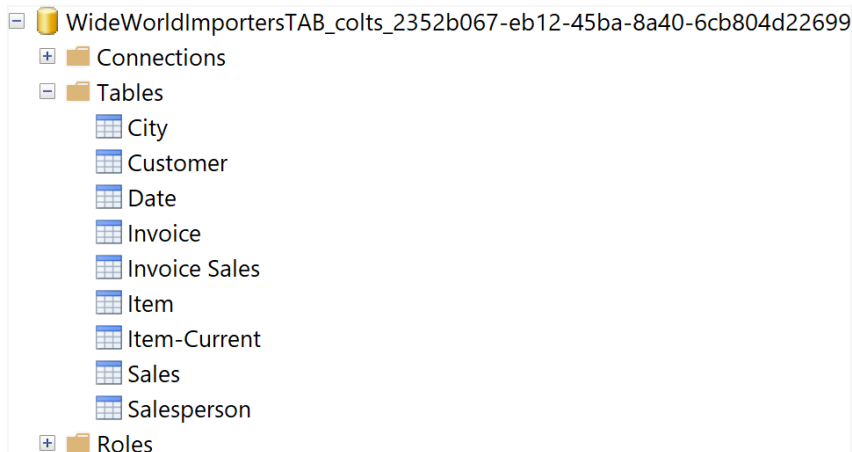 WideWorldImportersTAB_colts_2352b067-eb12-45ba-8a40-6cb804d22699
Connections
Tables
City
Customer
Date
Invoice
Invoice Sales
Item
Item-Current
Sales
Salesperson
Roles